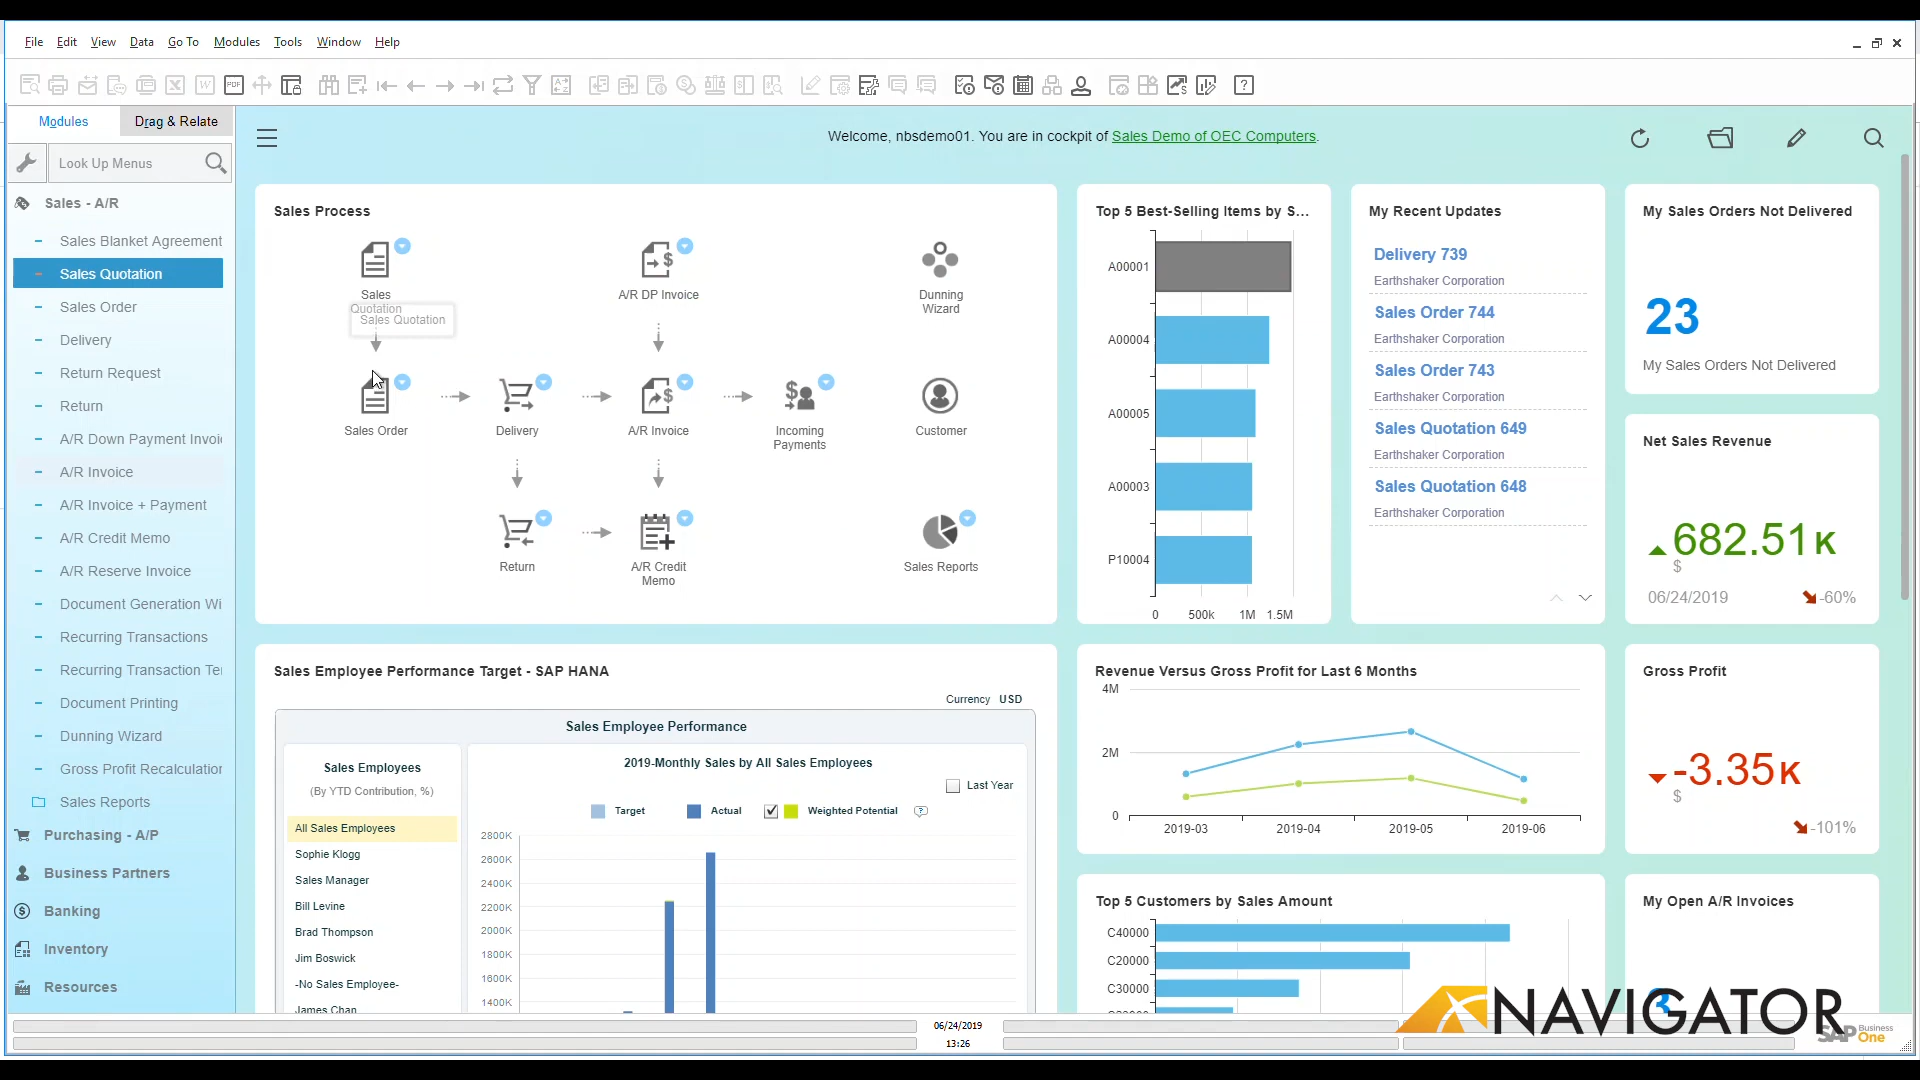 File Edit View Data Go To Modules Tools Window Help
Modules Drag & Relate
Look Up Menus
Sales - A/R
Sales Blanket Agreement
Sales Quotation
Sales Order
Delivery
Return Request
Return
A/R Down Payment Invoi
A/R Invoice
A/R Invoice + Payment
A/R Credit Memo
A/R Reserve Invoice
Document Generation Wi
Recurring Transactions
Recurring Transaction Te
Document Printing
Dunning Wizard
Gross Profit Recalculation
Sales Reports
Purchasing - A/P
Business Partners
Banking
Inventory
Resources
Welcome, nbsdemo01. You are in cockpit of Sales Demo of OEC Computers.
Sales Process
Sales
Quotation
Sales Quotation
A/R DP Invoice
Dunning
Wizard
Sales Order
Delivery
A/R Invoice
Incoming
Payments
Customer
Return
A/R Credit
Memo
Sales Reports
Top 5 Best-Selling Items by S...
A00001
A00004
A00005
A00003
P10004
0 500k 1M 1.5M
My Recent Updates
Delivery 739
Earthshaker Corporation
Sales Order 744
Earthshaker Corporation
Sales Order 743
Earthshaker Corporation
Sales Quotation 649
Earthshaker Corporation
Sales Quotation 648
Earthshaker Corporation
My Sales Orders Not Delivered
23
My Sales Orders Not Delivered
Net Sales Revenue
682.51K
$
06/24/2019 -60%
Sales Employee Performance Target - SAP HANA
Currency USD
Sales Employee Performance
Sales Employees
(By YTD Contribution, %)
All Sales Employees
Sophie Klogg
Sales Manager
Bill Levine
Brad Thompson
Jim Boswick
-No Sales Employee-
James Chan
2019-Monthly Sales by All Sales Employees
Last Year
Target Actual Weighted Potential
2800K
2600K
2400K
2200K
2000K
1800K
1600K
1400K
Revenue Versus Gross Profit for Last 6 Months
4M
2M
0
2019-03 2019-04 2019-05 2019-06
Gross Profit
-3.35K
$
-101%
Top 5 Customers by Sales Amount
C40000
C20000
C30000
My Open A/R Invoices
3
06/24/2019
13:26
NAVIGATOR
SAP Business One